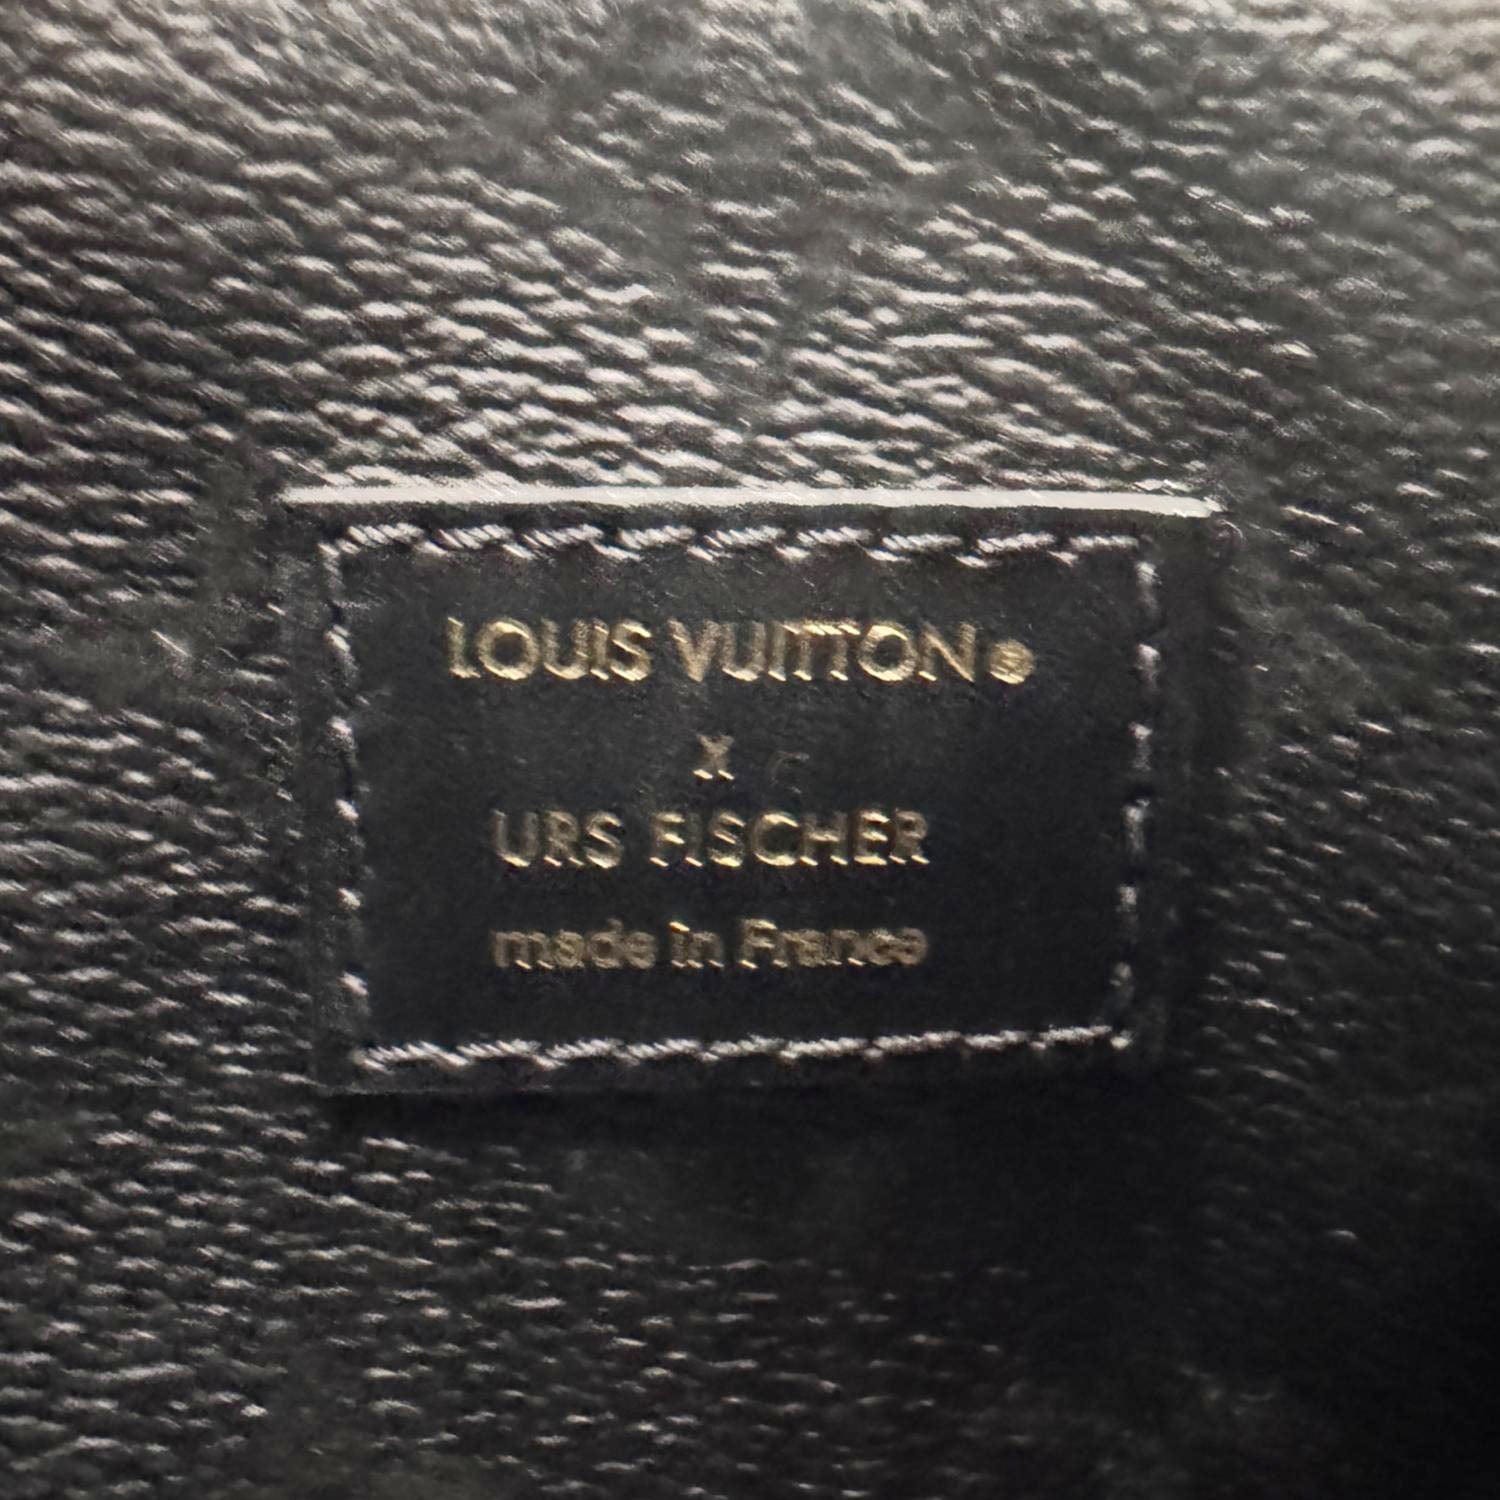 LOUIS VUITTON®
x
URS FISCHER
made in France